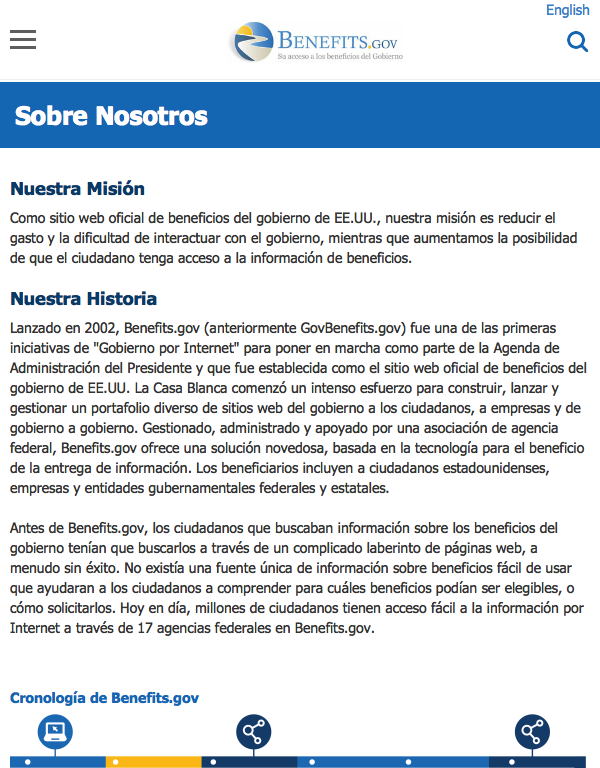 English
BENEFITS.GOV
Su acceso a los beneficios del Gobierno
Sobre Nosotros
Nuestra Misión
Como sitio web oficial de beneficios del gobierno de EE.UU., nuestra misión es reducir el
gasto y la dificultad de interactuar con el gobierno, mientras que aumentamos la posibilidad
de que el ciudadano tenga acceso a la información de beneficios.
Nuestra Historia
Lanzado en 2002, Benefits.gov (anteriormente GovBenefits.gov) fue una de las primeras
iniciativas de "Gobierno por Internet" para poner en marcha como parte de la Agenda de
Administración del Presidente y que fue establecida como el sitio web oficial de beneficios del
gobierno de EE.UU. La Casa Blanca comenzó un intenso esfuerzo para construir, lanzar y
gestionar un portafolio diverso de sitios web del gobierno a los ciudadanos, a empresas y de
gobierno a gobierno. Gestionado, administrado y apoyado por una asociación de agencia
federal, Benefits.gov ofrece una solución novedosa, basada en la tecnología para el beneficio
de la entrega de información. Los beneficiarios incluyen a ciudadanos estadounidenses,
empresas y entidades gubernamentales federales y estatales.
Antes de Benefits.gov, los ciudadanos que buscaban información sobre los beneficios del
gobierno tenían que buscarlos a través de un complicado laberinto de páginas web, a
menudo sin éxito. No existía una fuente única de información sobre beneficios fácil de usar
que ayudaran a los ciudadanos a comprender para cuáles beneficios podían ser elegibles, o
cómo solicitarlos. Hoy en día, millones de ciudadanos tienen acceso fácil a la información por
Internet a través de 17 agencias federales en Benefits.gov.
Cronología de Benefits.gov